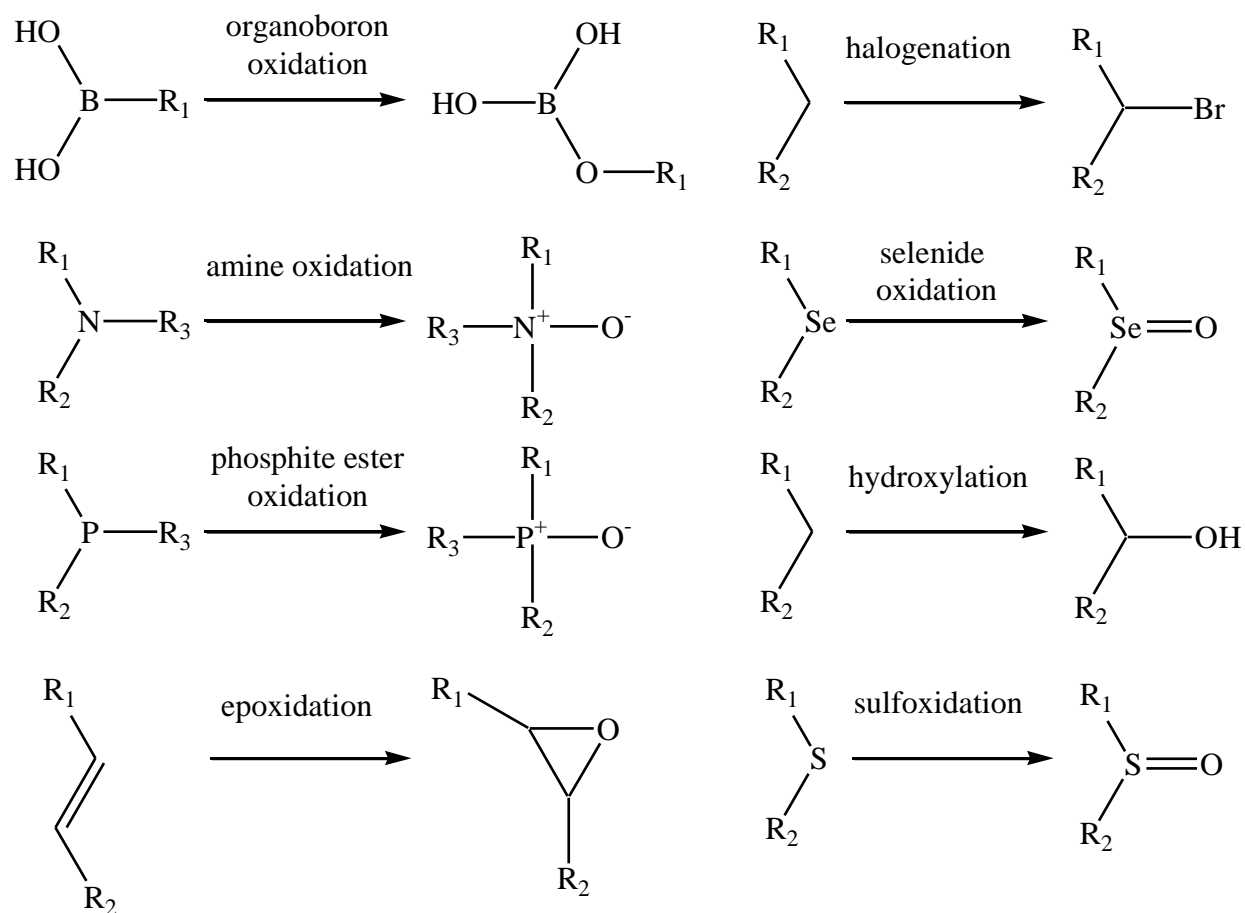 HO
B
R1
HO
organoboron
oxidation
OH
HO
B
O
R1
R1
R2
halogenation
R1
Br
R2
R1
N
R3
R2
amine oxidation
R1
R3
N+
O-
R2
R1
Se
R2
selenide
oxidation
R1
Se
O
R2
R1
P
R3
R2
phosphite ester
oxidation
R1
R3
P+
O-
R2
R1
R2
hydroxylation
R1
OH
R2
R1
R2
epoxidation
R1
O
R2
R1
S
R2
sulfoxidation
R1
S
O
R2